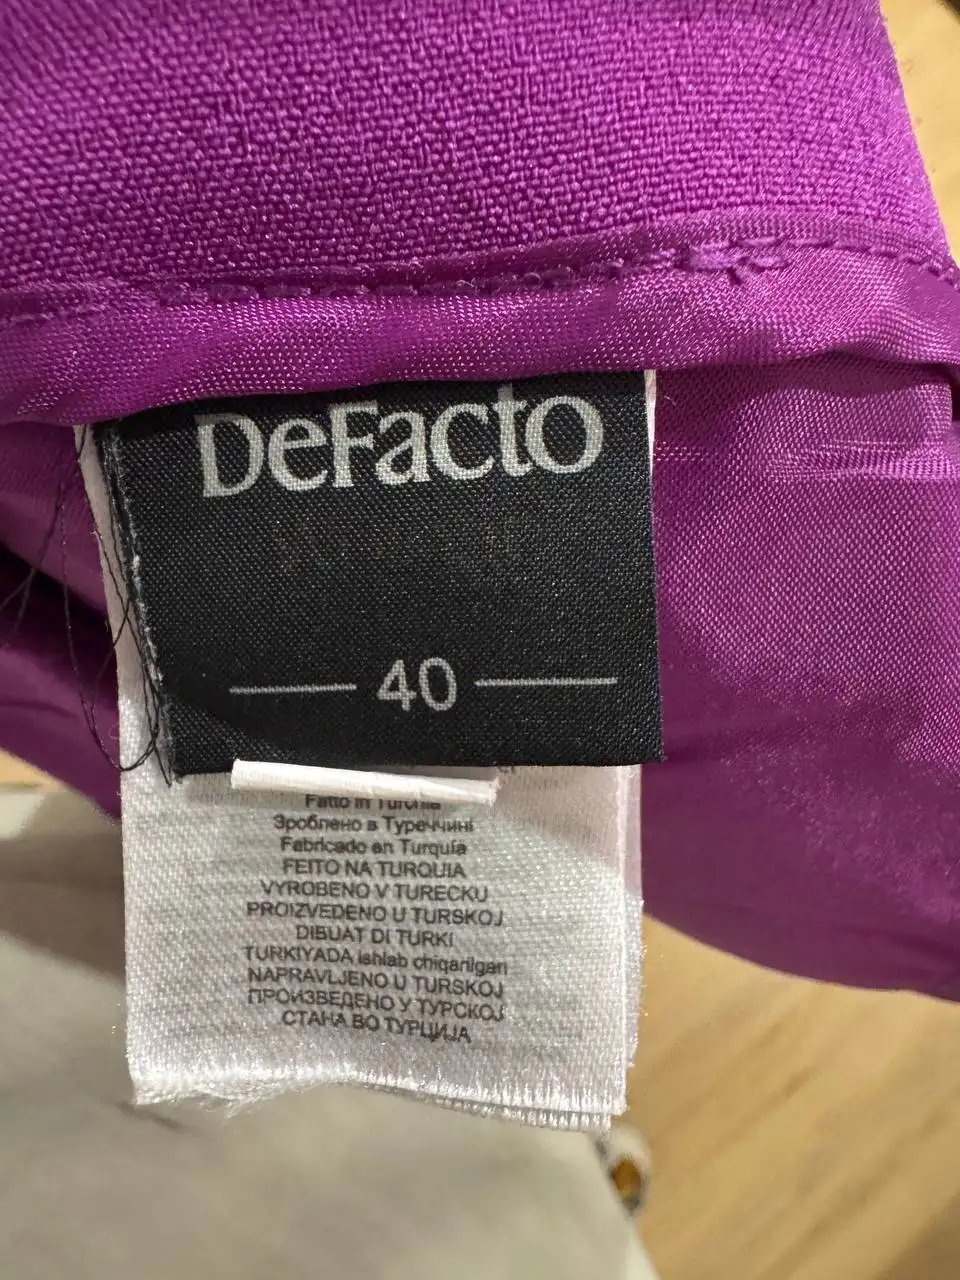 DeFacto
40
Fatto in Turchia
Зроблено в Туреччині
Fabricado en Turquía
FEITO NA TURQUIA
VYROBENO V TURECKU
PROIZVEDENO U TURSKOJ
DIBUAT DI TURKI
TURKIYADA ishlab chiqarilgan
NAPRAVLJENO U TURSKOJ
ПРОИЗВЕДЕНО У ТУРСКОЈ
СТАНА ВО ТУРЦИЈА